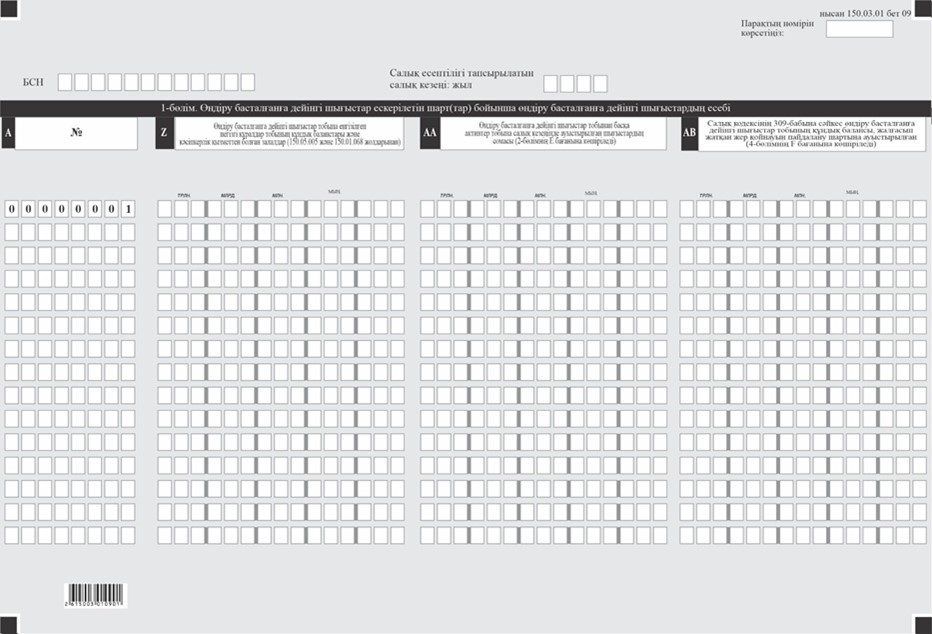 нысан 150.03.01 бет 09
Парақтың нөмірін
көрсетіңіз:
БСН
Салық есептілігі тапсырылатын
салық кезеңі: жыл
1-бөлім. Өндіру басталғанға дейінгі шығыстар ескерілетін шарт(тар) бойынша өндіру басталғанға дейінгі шығыстардың есебі
A
№
Z
Өндіру басталғанға дейінгі шығыстар тобына енгізілген
негізгі құралдар тобының құндық баланстары және
кәсіпкерлік қызметтен болған залалдар (150.05.005 және 150.01.068 жолдарынан)
AA
Өндіру басталғанға дейінгі шығыстар тобынан басқа
активтер тобына салық кезеңінде ауыстырылған шығыстардың
сомасы (2-бөлімнің E бағанына көшіріледі)
AB
Салық кодексінің 309-бабына сәйкес өндіру басталғанға
дейінгі шығыстар тобының құндық балансы, жалғасып
жатқан жер қойнауын пайдалану шартына ауыстырылған
(4-бөлімнің F бағанына көшіріледі)
трлн. млрд млн. мың. трлн. млрд млн. мың. трлн. млрд млн. мың.
0 0 0 0 0 0 0 1
2 615003 010901